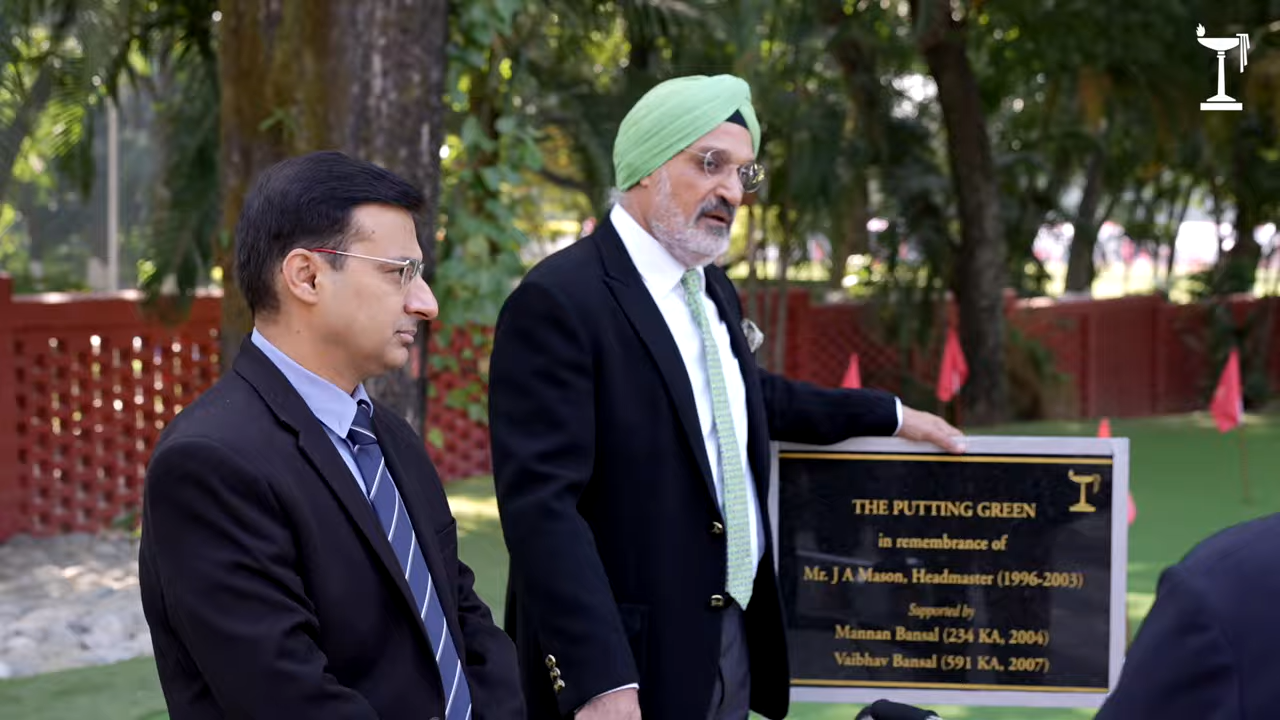 THE PUTTING GREEN
in remembrance of
Mr. J A Mason, Headmaster (1996-2003)
Supported by
Mannan Bansal (234 KA, 2004)
Vaibhav Bansal (591 KA, 2007)